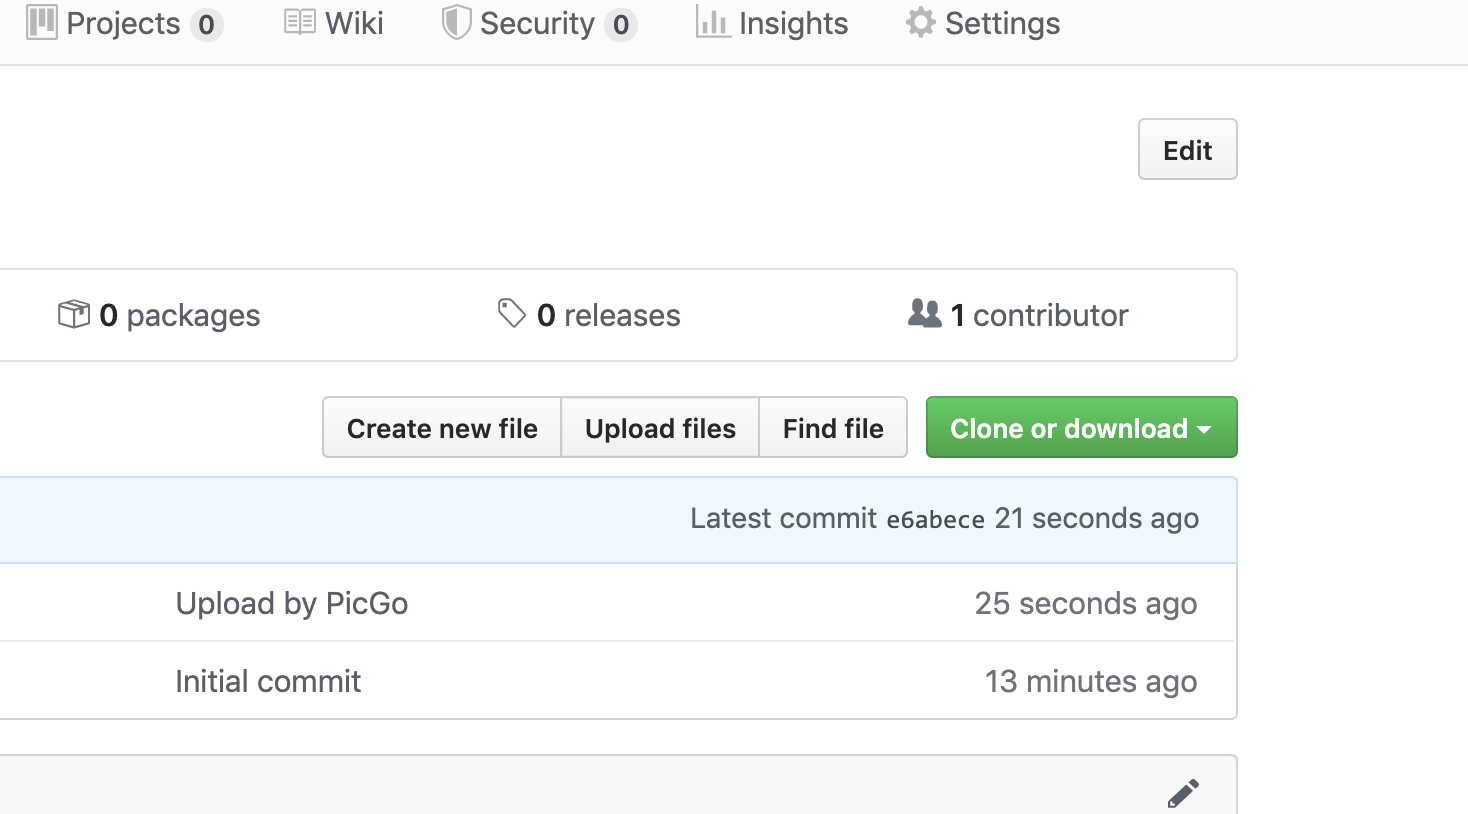 Projects 0 Wiki Security 0 Insights Settings
Edit
0 packages 0 releases 1 contributor
Create new file Upload files Find file Clone or download
Latest commit e6abece 21 seconds ago
Upload by PicGo 25 seconds ago
Initial commit 13 minutes ago